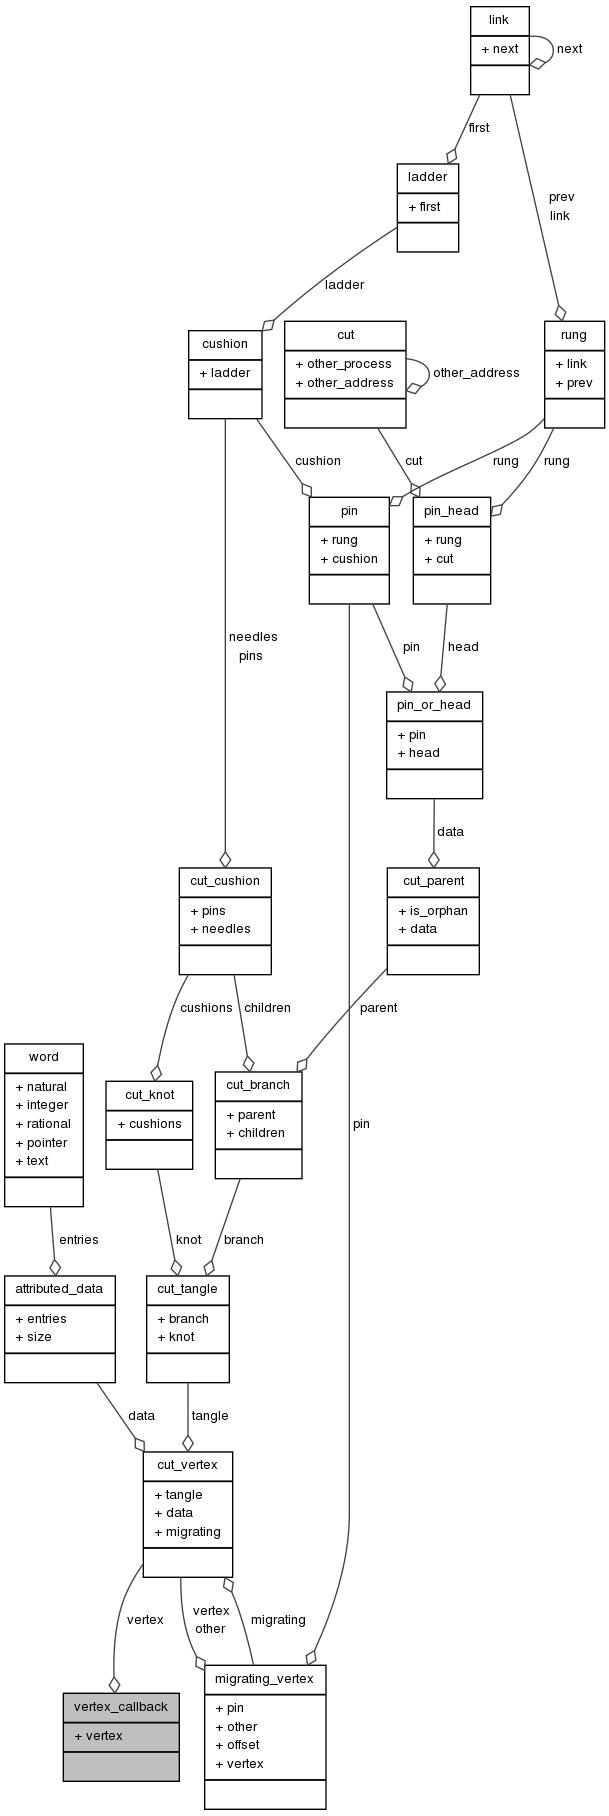 link
+ next
next
first
ladder
+ first
prev
link
ladder
cushion
+ ladder
cut
+ other_process
+ other_address
other_address
rung
+ link
+ prev
cushion
cut
rung
rung
pin
+ rung
+ cushion
pin_head
+ rung
+ cut
needles
pins
pin
head
pin_or_head
+ pin
+ head
data
cut_cushion
+ pins
+ needles
cut_parent
+ is_orphan
+ data
cushions
children
parent
word
+ natural
+ integer
+ rational
+ pointer
+ text
cut_knot
+ cushions
cut_branch
+ parent
+ children
pin
entries
knot
branch
attributed_data
+ entries
+ size
cut_tangle
+ branch
+ knot
data
tangle
cut_vertex
+ tangle
+ data
+ migrating
vertex
vertex
other
migrating
vertex_callback
+ vertex
migrating_vertex
+ pin
+ other
+ offset
+ vertex